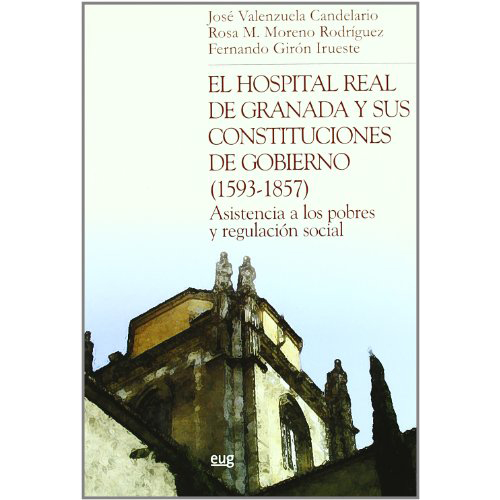 José Valenzuela Candelario
Rosa M. Moreno Rodríguez
Fernando Girón Irueste
EL HOSPITAL REAL
DE GRANADA Y SUS
CONSTITUCIONES
DE GOBIERNO
(1593-1857)
Asistencia a los pobres
y regulación social
eug